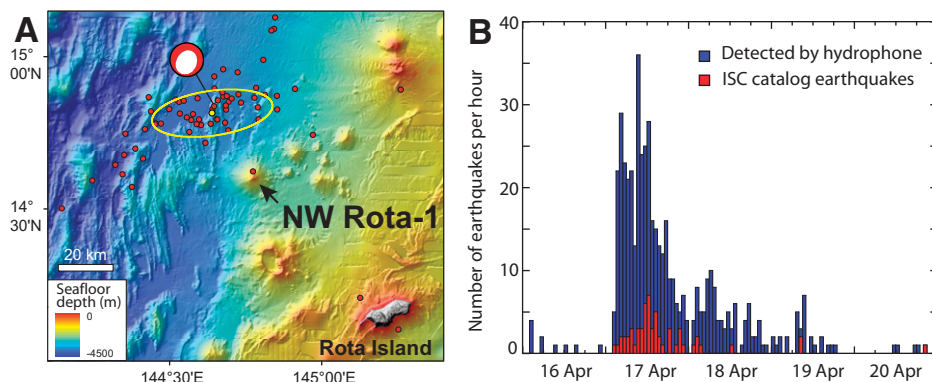 A
15°
00'N
14°
30'
NW Rota-1
20 km
Seafloor
depth (m)
0
-4500
Rota Island
144°30'E
145°00'E
B
Number of earthquakes per hour
40
30
20
10
0
Detected by hydrophone
ISC catalog earthquakes
16 Apr
17 Apr
18 Apr
19 Apr
20 Apr